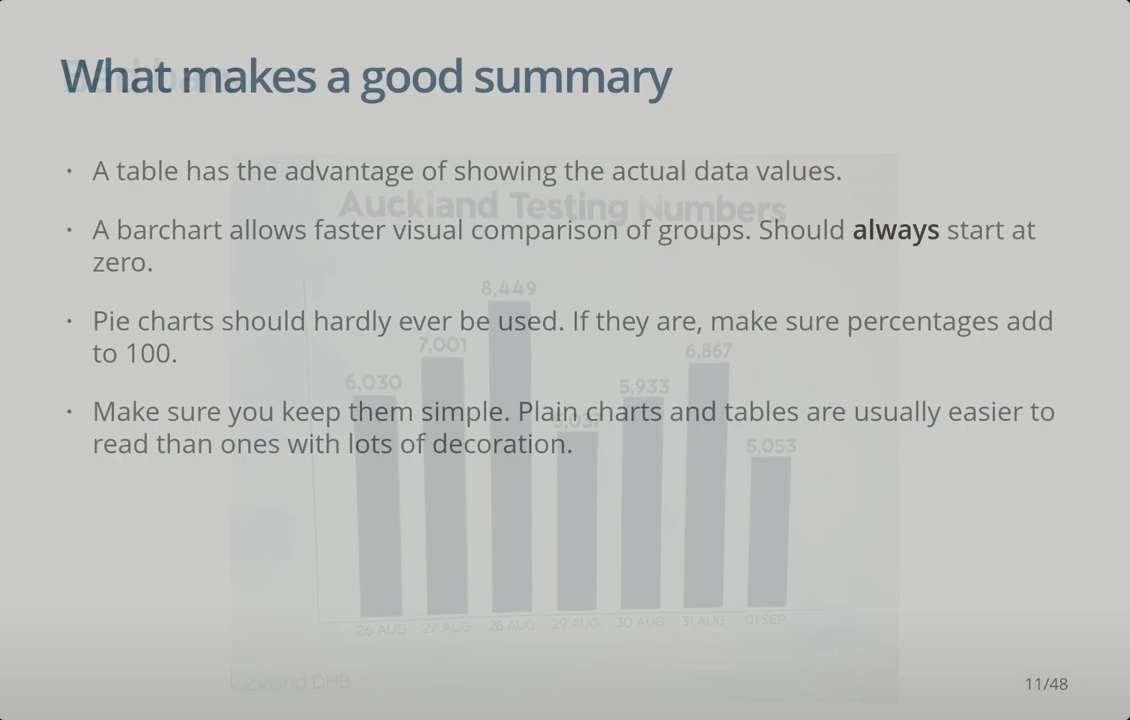 What makes a good summary
· A table has the advantage of showing the actual data values.
Auckland Testing Numbers
· A barchart allows faster visual comparison of groups. Should always start at
zero.
8,449
· Pie charts should hardly ever be used. If they are, make sure percentages add
to 100.
7,001
6,867
6,030
5,933
· Make sure you keep them simple. Plain charts and tables are usually easier to
read than ones with lots of decoration.
5,053
26 AUG 27 AUG 28 AUG 29 AUG 30 AUG 31 AUG 01 SEP
Auckland DHB
11/48